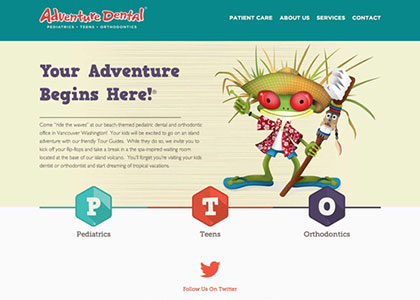 Adventure Dental
PEDIATRICS • TEENS • ORTHODONTICS
PATIENT CARE ABOUT US SERVICES CONTACT
Your Adventure
Begins Here!®
Come "ride the waves" at our beach themed pediatric dental and orthodontic
office in Vancouver Washington! Your kids will be excited to go on an island
adventure with our friendly Tour Guides. While they do so, we invite you to
kick off your flip-flops and take a break in the spa-inspired waiting room
located at the base of our island volcano. You'll forget you're visiting your kids
dentist or orthodontist and start dreaming of tropical vacations.
P T O
Pediatrics Teens Orthodontics
Follow Us On Twitter